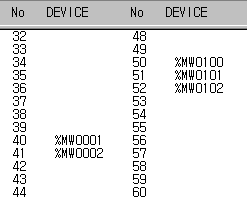 No DEVICE No DEVICE
32 48
33 49
34 50 %MW0100
35 51 %MW0101
36 52 %MW0102
37 53
38 54
39 55
40 %MW0001 56
41 %MW0002 57
42 58
43 59
44 60